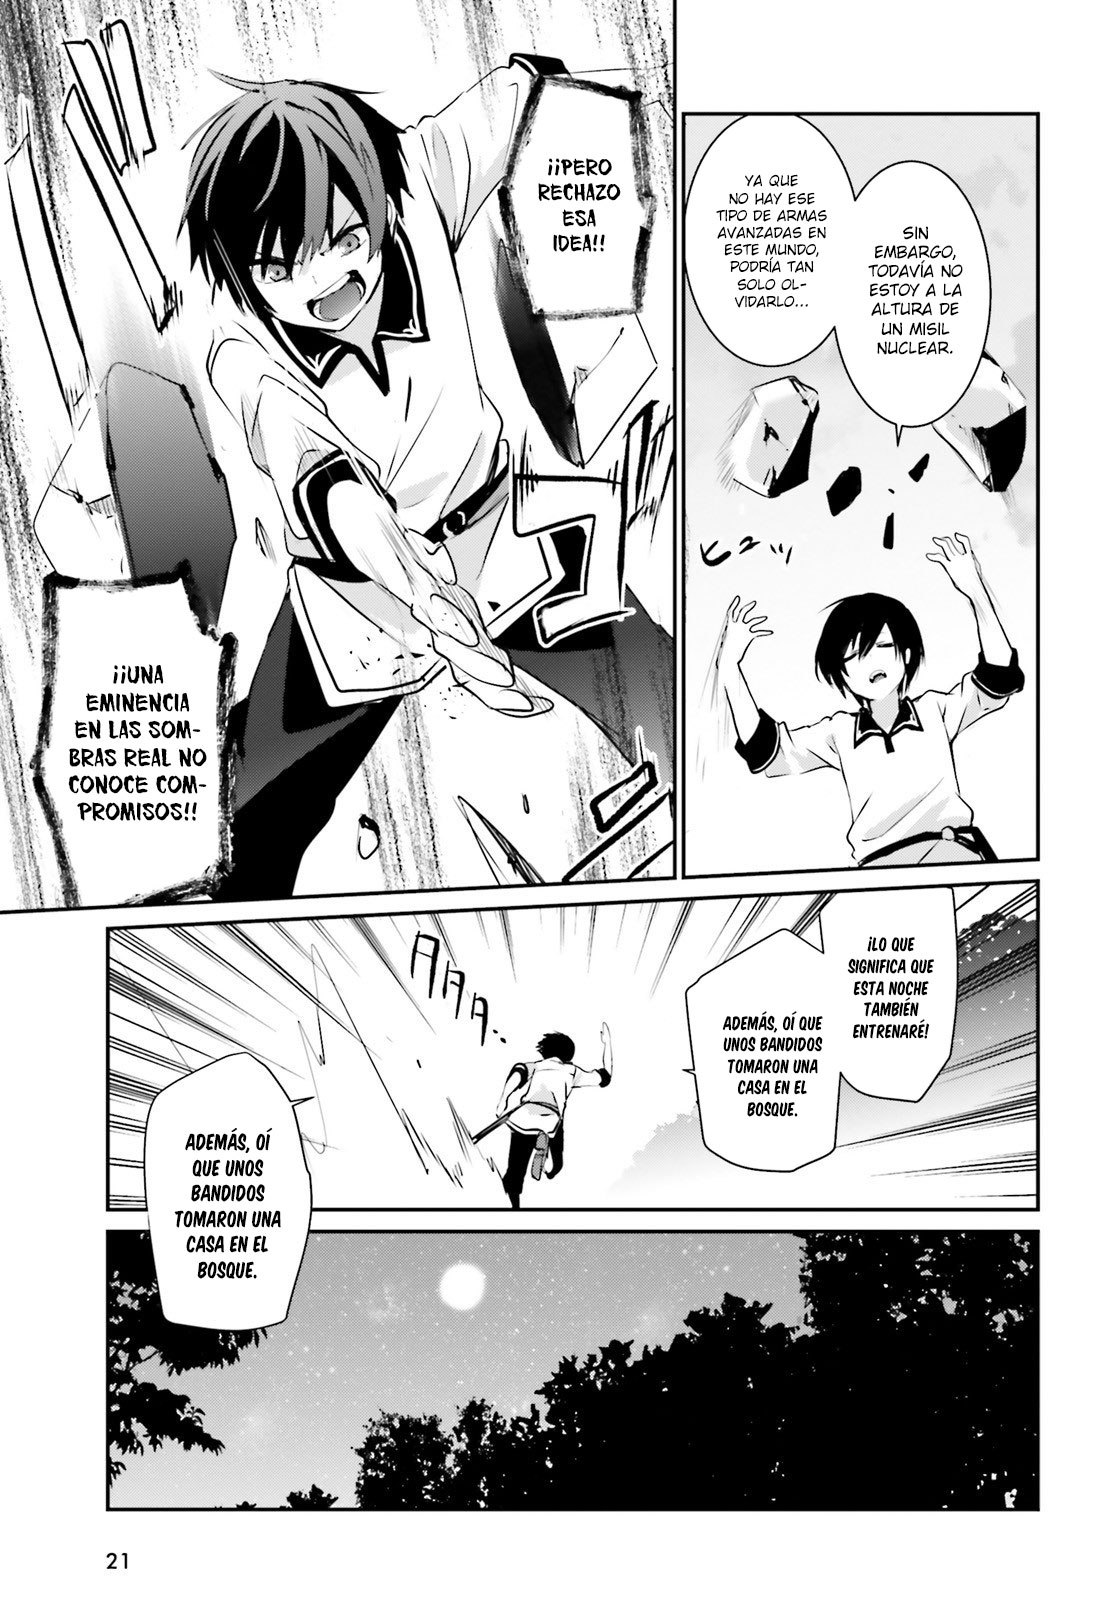 SIN
EMBARGO,
TODAVÍA NO
ESTOY A LA
ALTURA DE
UN MISIL
NUCLEAR.
YA QUE
NO HAY ESE
TIPO DE ARMAS
AVANZADAS EN
ESTE MUNDO,
PODRÍA TAN
SOLO OL-
VIDARLO...
ヒュッ
¡¡PERO
RECHAZO
ESA
IDEA!!
¡¡UNA
EMINENCIA
EN LAS SOM-
BRAS REAL NO
CONOCE COM-
PROMISOS!!
¡LO QUE
SIGNIFICA QUE
ESTA NOCHE
TAMBIÉN
ENTRENARÉ!
ADEMÁS, OÍ QUE
UNOS BANDIDOS
TOMARON UNA
CASA EN EL
BOSQUE.
ADEMÁS, OÍ
QUE UNOS
BANDIDOS
TOMARON UNA
CASA EN EL
BOSQUE.
21